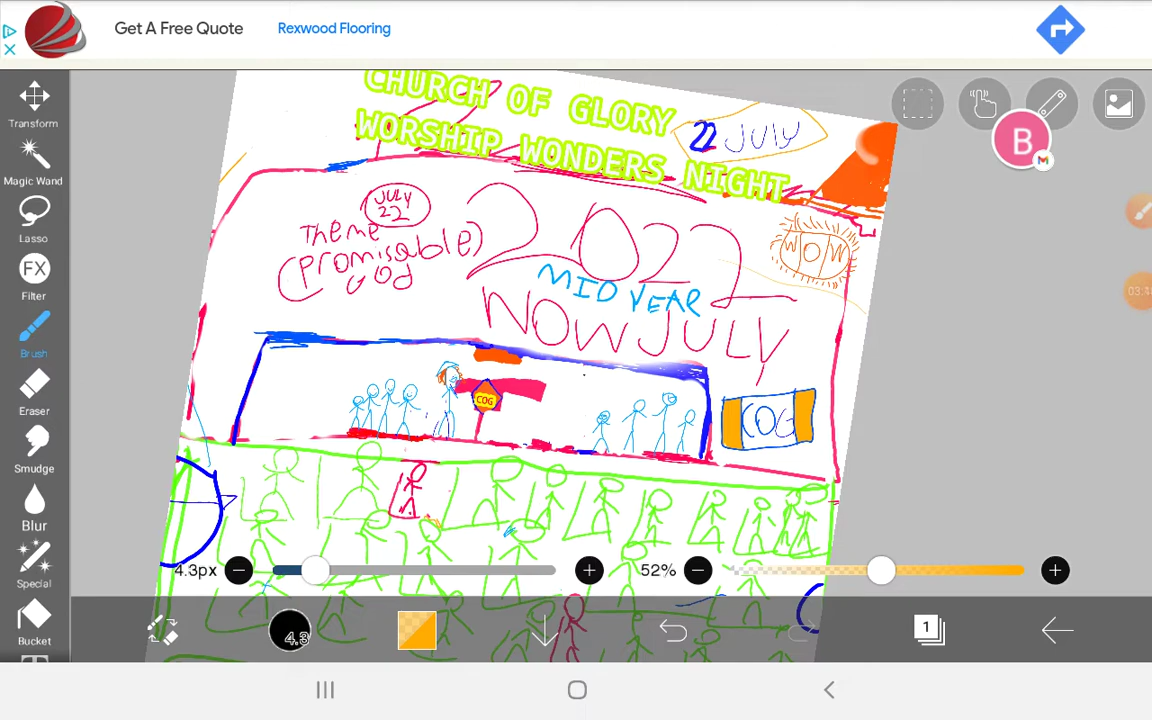 Get A Free Quote
Rexwood Flooring
CHURCH OF GLORY
WORSHIP WONDERS NIGHT
22 JULY
JULY
22
Theme
(promisable)
GOd
2022
MID YEAR
NOW JULY
WOW
COG
COG
Transform
Magic Wand
Lasso
FX
Filter
Brush
Eraser
Smudge
Blur
Special
Bucket
B
M
03:3
4.3px
52%
4.3
1